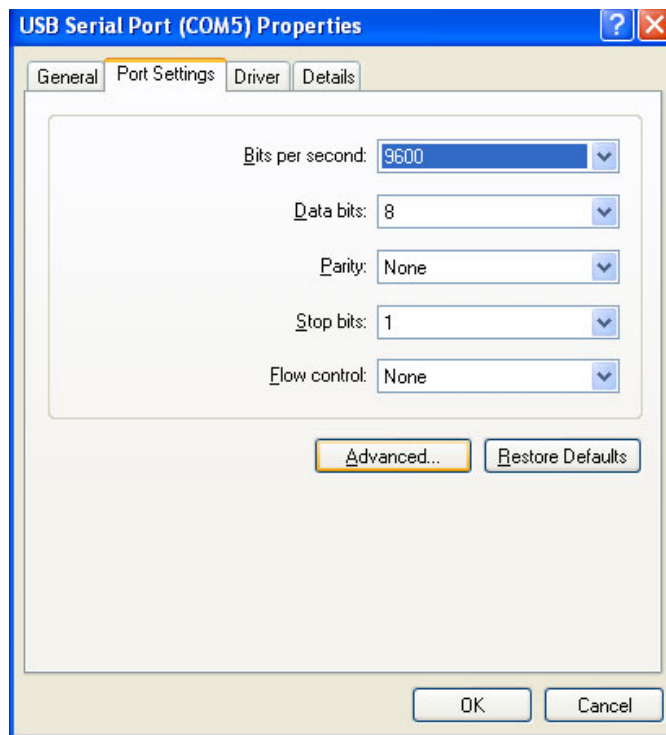 USB Serial Port (COM5) Properties ?
General Port Settings Driver Details
Bits per second: 9600
Data bits: 8
Parity: None
Stop bits: 1
Flow control: None
Advanced... Restore Defaults
OK Cancel